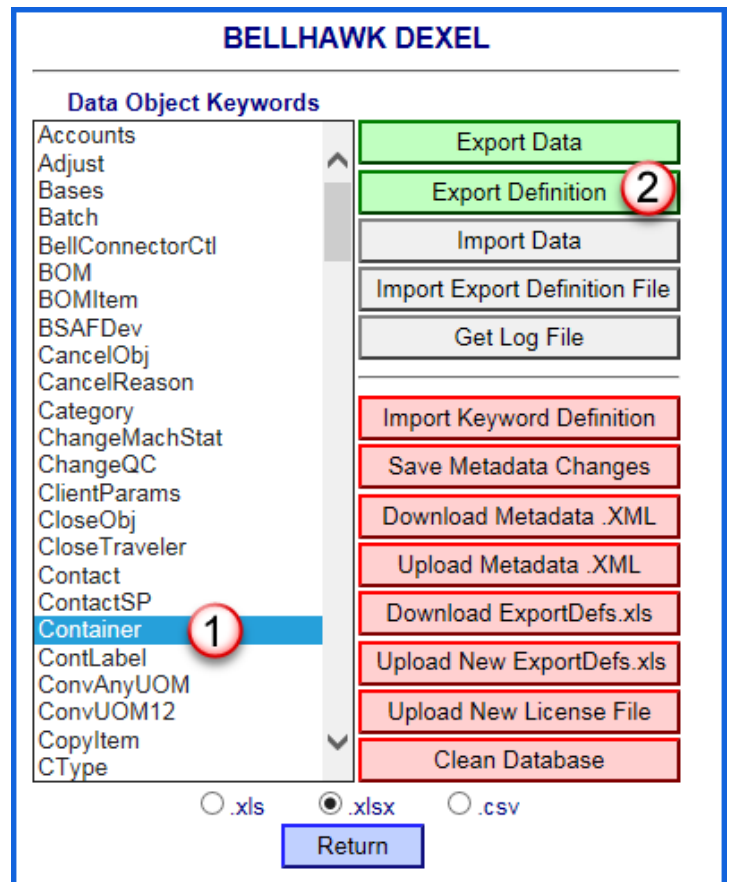 BELLHAWK DEXEL
Data Object Keywords
Accounts
Adjust
Bases
Batch
BellConnectorCtl
BOM
BOMItem
BSAFDev
CancelObj
CancelReason
Category
ChangeMachStat
ChangeQC
ClientParams
CloseObj
CloseTraveler
Contact
ContactSP
Container 1
ContLabel
ConvAnyUOM
ConvUOM12
CopyItem
CType
Export Data
Export Definition 2
Import Data
Import Export Definition File
Get Log File
Import Keyword Definition
Save Metadata Changes
Download Metadata .XML
Upload Metadata .XML
Download ExportDefs.xls
Upload New ExportDefs.xls
Upload New License File
Clean Database
.xls .xlsx .csv
Return